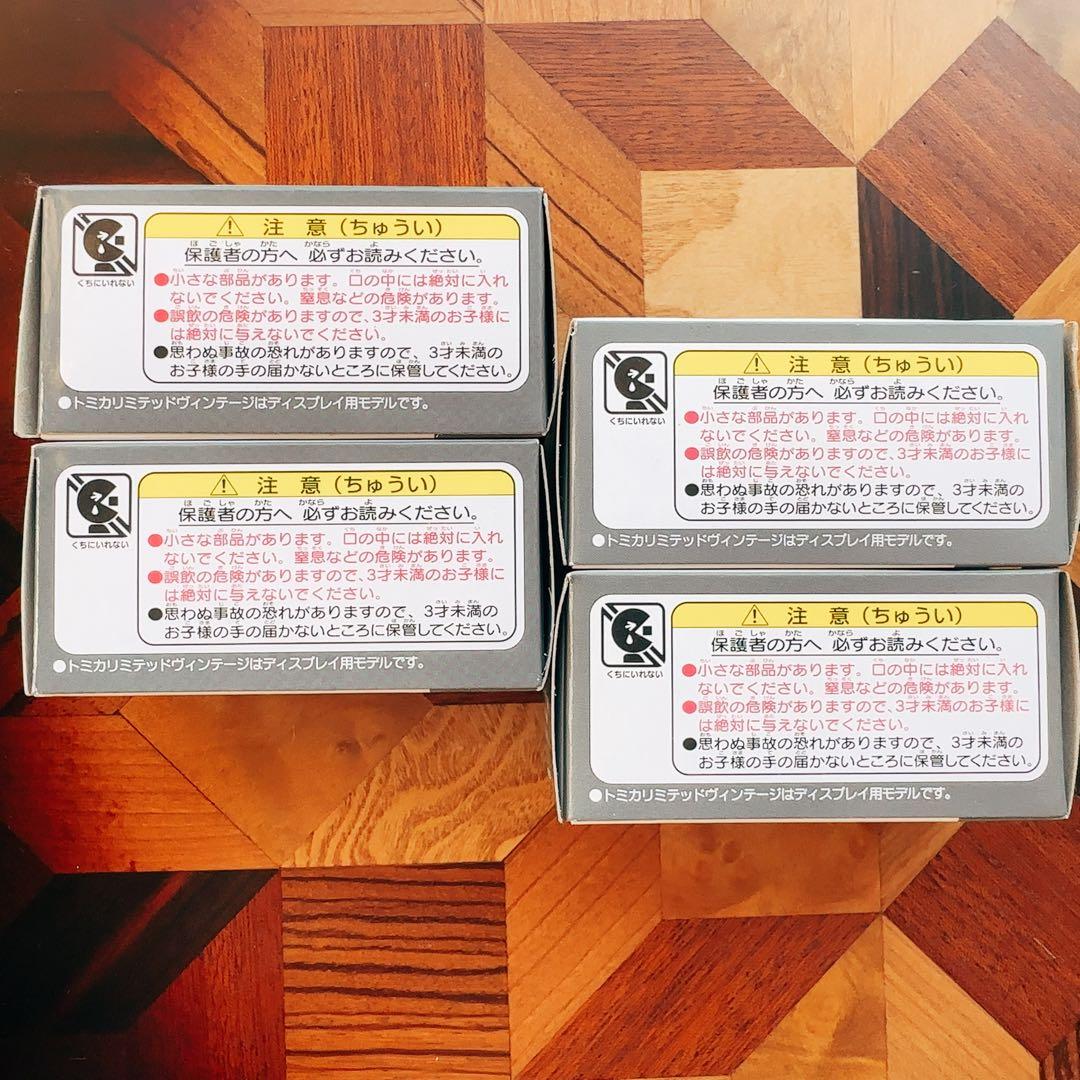 注 意（ちゅうい）
保護者の方へ 必ずお読みください。
●小さな部品があります。口の中には絶対に入れ
ないでください。窒息などの危険があります。
●誤飲の危険がありますので、3才未満のお子様に
は絶対に与えないでください。
●思わぬ事故の恐れがありますので、3才未満の
お子様の手の届かないところに保管してください。
くちにいれない
●トミカリミテッドヴィンテージはディスプレイ用モデルです。
注 意（ちゅうい）
保護者の方へ 必ずお読みください。
●小さな部品があります。口の中には絶対に入れ
ないでください。窒息などの危険があります。
●誤飲の危険がありますので、3才未満のお子様に
は絶対に与えないでください。
●思わぬ事故の恐れがありますので、3才未満の
お子様の手の届かないところに保管してください。
くちにいれない
●トミカリミテッドヴィンテージはディスプレイ用モデルです。
注 意（ちゅうい）
保護者の方へ 必ずお読みください。
●小さな部品があります。口の中には絶対に入れ
ないでください。窒息などの危険があります。
●誤飲の危険がありますので、3才未満のお子様に
は絶対に与えないでください。
●思わぬ事故の恐れがありますので、3才未満の
お子様の手の届かないところに保管してください。
くちにいれない
●トミカリミテッドヴィンテージはディスプレイ用モデルです。
注 意（ちゅうい）
保護者の方へ 必ずお読みください。
●小さな部品があります。口の中には絶対に入れ
ないでください。窒息などの危険があります。
●誤飲の危険がありますので、3才未満のお子様に
は絶対に与えないでください。
●思わぬ事故の恐れがありますので、3才未満の
お子様の手の届かないところに保管してください。
くちにいれない
●トミカリミテッドヴィンテージはディスプレイ用モデルです。